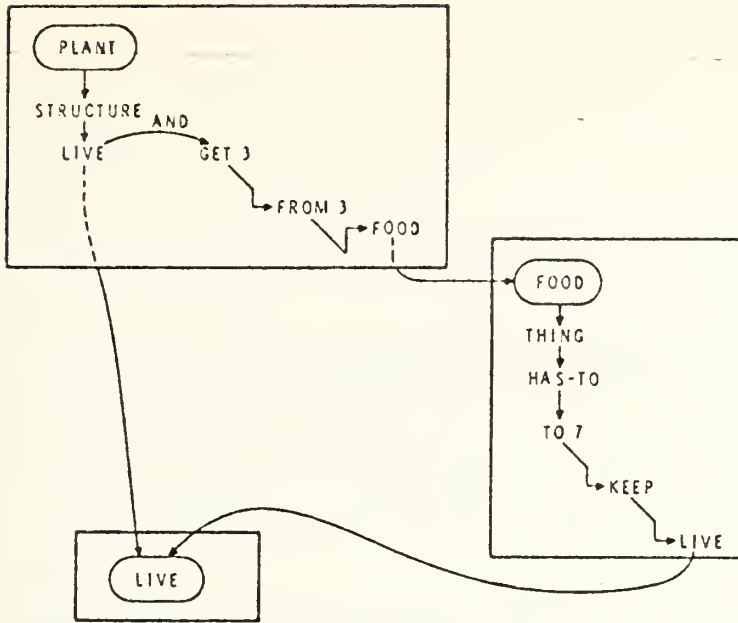 PLANT
STRUCTURE
AND
LIVE
GET 3
FROM 3
FOOD
FOOD
THING
HAS-TO
TO 7
KEEP
LIVE
LIVE